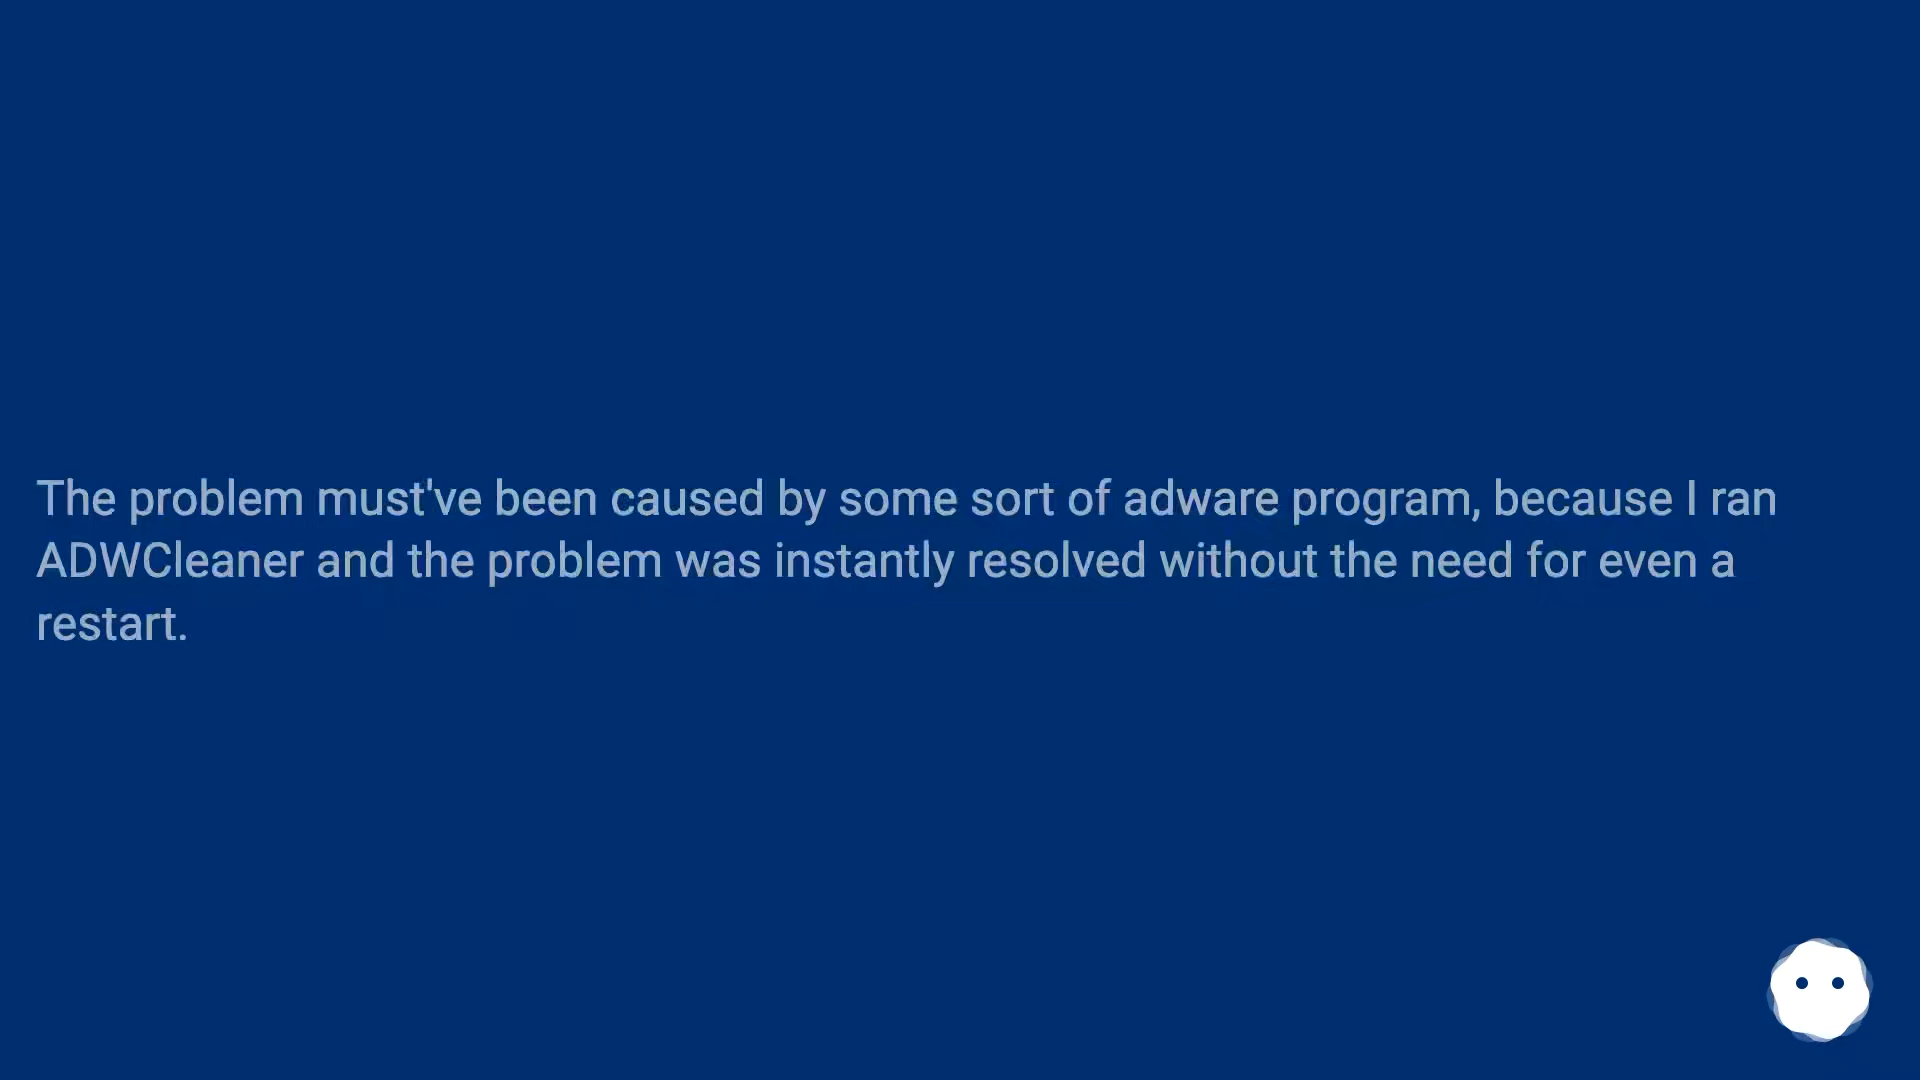 The problem must've been caused by some sort of adware program, because I ran
ADWCleaner and the problem was instantly resolved without the need for even a
restart.